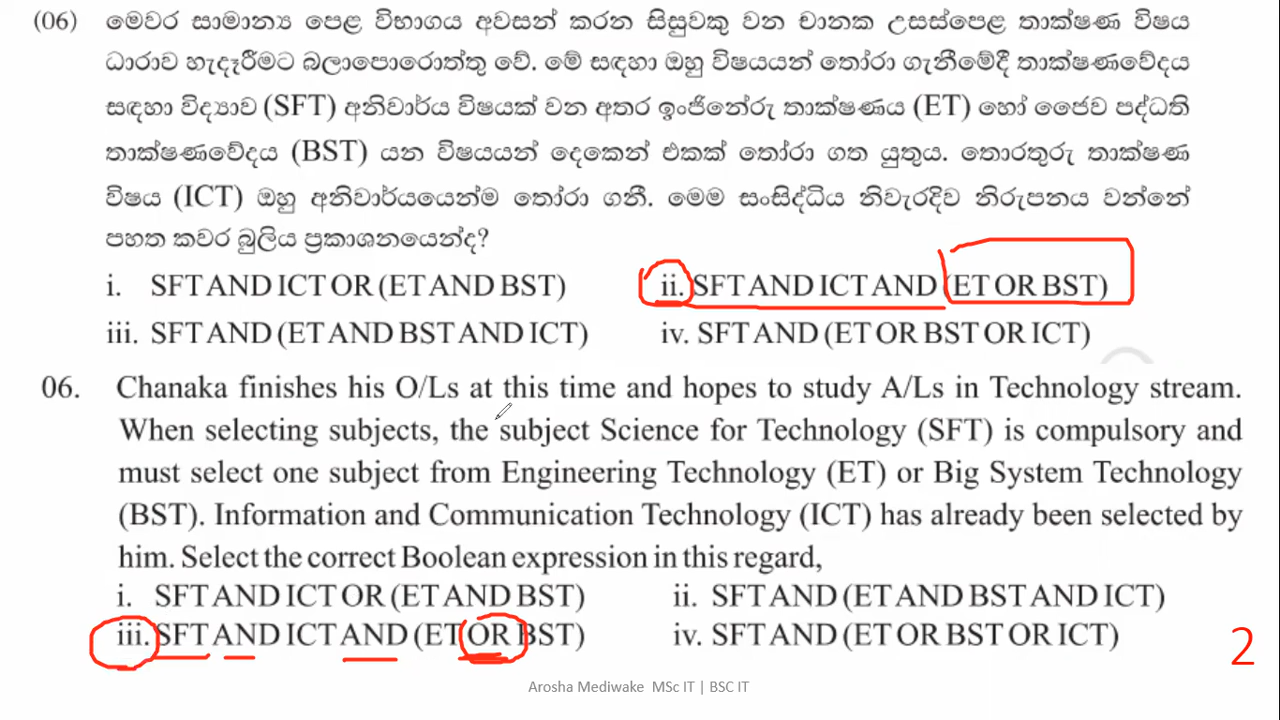 (06) මෙවර සාමාන්‍ය පෙළ විභාගය අවසන් කරන සිසුවකු වන චානක උසස්පෙළ තාක්ෂණ විෂය
ධාරාව හැදෑරීමට බලාපොරොත්තු වේ. මේ සඳහා ඔහු විෂයයන් තෝරා ගැනීමේදී තාක්ෂණවේදය
සඳහා විද්‍යාව (SFT) අනිවාර්ය විෂයක් වන අතර ඉංජිනේරු තාක්ෂණය (ET) හෝ ජෛව පද්ධති
තාක්ෂණවේදය (BST) යන විෂයයන් දෙකෙන් එකක් තෝරා ගත යුතුය. තොරතුරු තාක්ෂණ
විෂය (ICT) ඔහු අනිවාර්යයෙන්ම තෝරා ගනී. මෙම සංසිද්ධිය නිවැරදිව නිරුපනය වන්නේ
පහත කවර බුලිය ප්‍රකාශනයෙන්ද?
i. SFT AND ICT OR (ET AND BST) ii. SFT AND ICT AND (ET OR BST)
iii. SFT AND (ET AND BST AND ICT) iv. SFT AND (ET OR BST OR ICT)
06. Chanaka finishes his O/Ls at this time and hopes to study A/Ls in Technology stream.
When selecting subjects, the subject Science for Technology (SFT) is compulsory and
must select one subject from Engineering Technology (ET) or Big System Technology
(BST). Information and Communication Technology (ICT) has already been selected by
him. Select the correct Boolean expression in this regard,
i. SFT AND ICT OR (ET AND BST) ii. SFT AND (ET AND BST AND ICT)
iii. SFT AND ICT AND (ET OR BST) iv. SFT AND (ET OR BST OR ICT)
2
Arosha Mediwake MSc IT | BSC IT